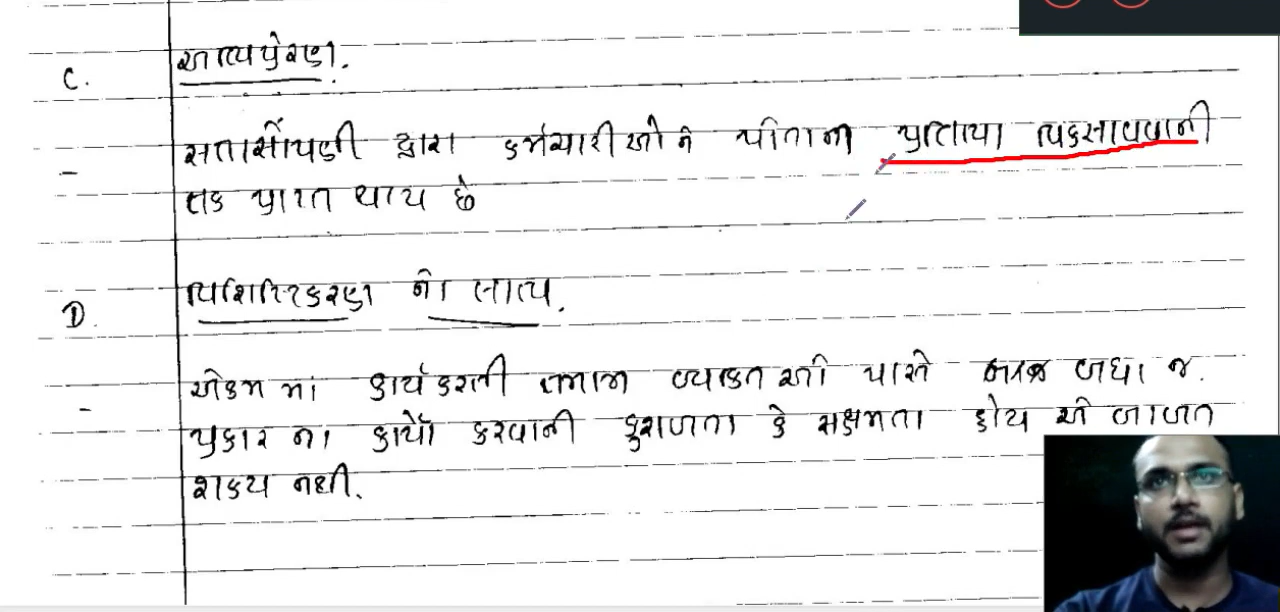 C. આત્મપ્રેરણ.
- સતાસોંપણી દ્વારા કર્મચારીઓને પોતાની પ્રતિભા વિકસાવવાની
તક પ્રાપ્ત થાય છે
D. વિશિષ્ટિકરણ નો લાભ.
- એકમ માં કાર્ય કરતી તમામ વ્યક્તિ ઓ પાસે બધા જ.
પ્રકાર ના કાર્યો કરવાની કુશળતા કે સક્ષમતા હોય એ બાબત
શક્ય નથી.